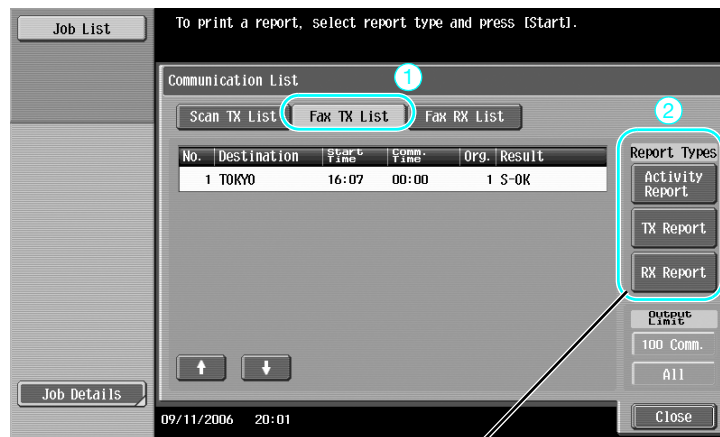 Job List
To print a report, select report type and press [Start].
Communication List
1
Scan TX List Fax TX List Fax RX List
2
No. Destination Start Time Comm. Time Org. Result
1 TOKYO 16:07 00:00 1 S-OK
Report Types
Activity
Report
TX Report
RX Report
Output
Limit
100 Comm.
All
Job Details
09/11/2006 20:01
Close